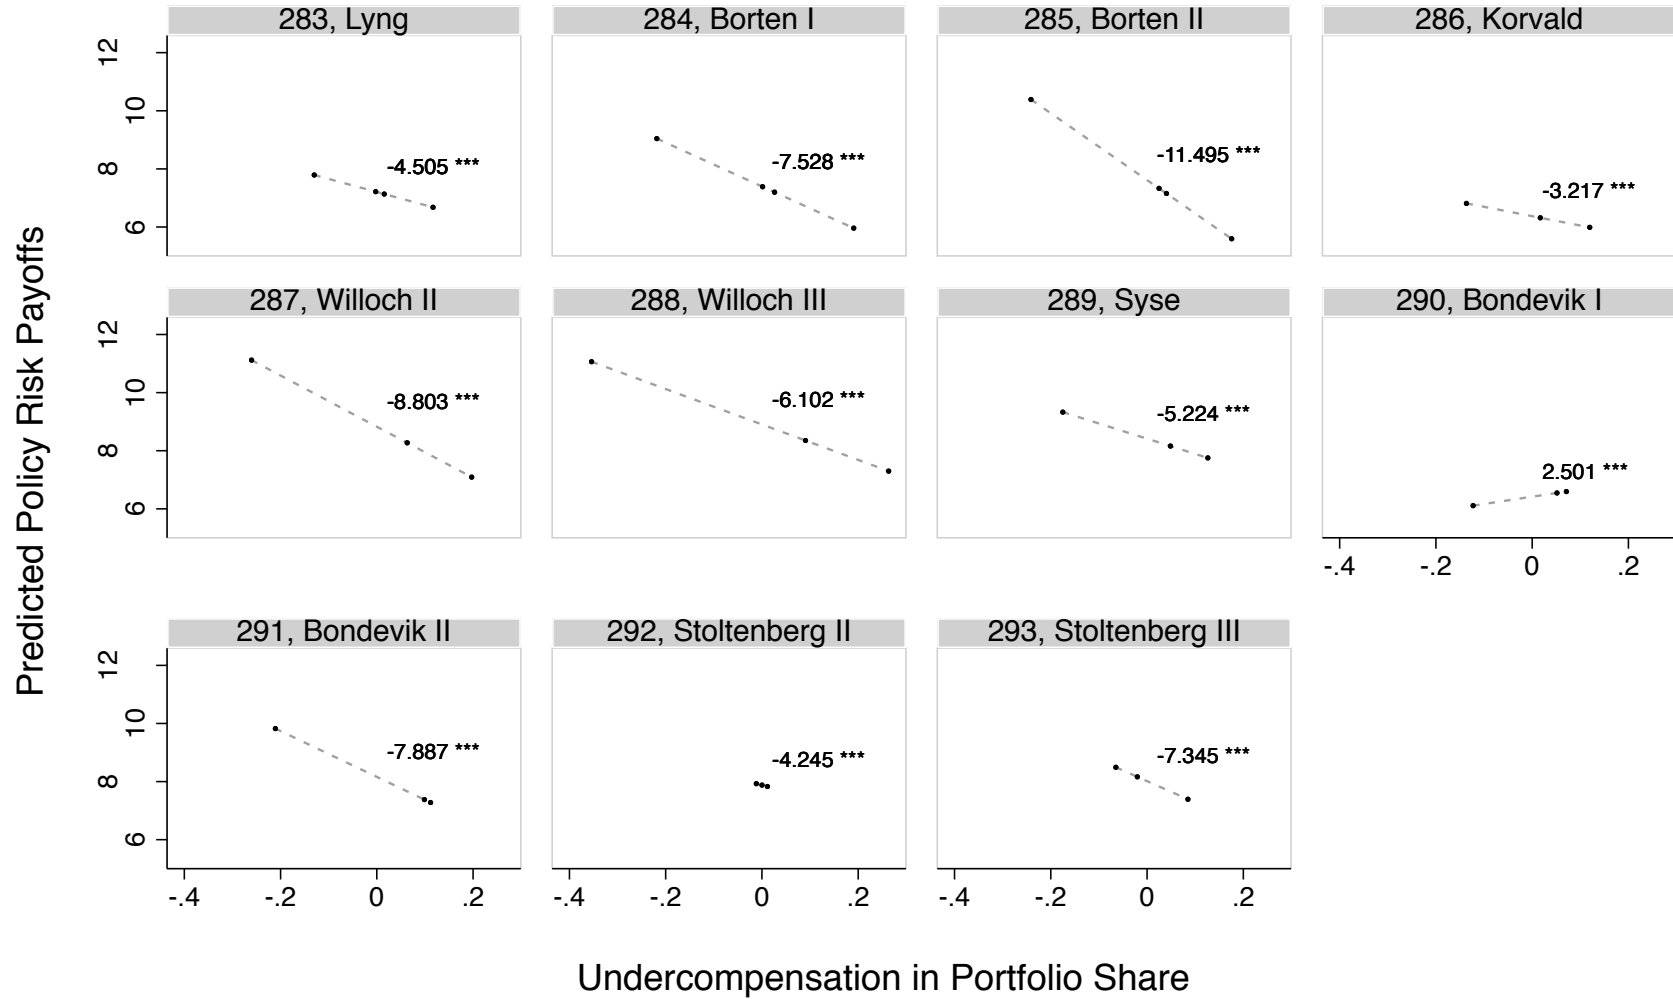 283, Lyng
284, Borten I
285, Borten II
286, Korvald
12
10
8
6
-4.505 ***
-7.528 ***
-11.495 ***
-3.217 ***
287, Willoch II
288, Willoch III
289, Syse
290, Bondevik I
12
10
8
6
-8.803 ***
-6.102 ***
-5.224 ***
2.501 ***
-.4 -.2 0 .2
291, Bondevik II
292, Stoltenberg II
293, Stoltenberg III
12
10
8
6
-7.887 ***
-4.245 ***
-7.345 ***
-.4 -.2 0 .2
-.4 -.2 0 .2
-.4 -.2 0 .2
Predicted Policy Risk Payoffs
Undercompensation in Portfolio Share